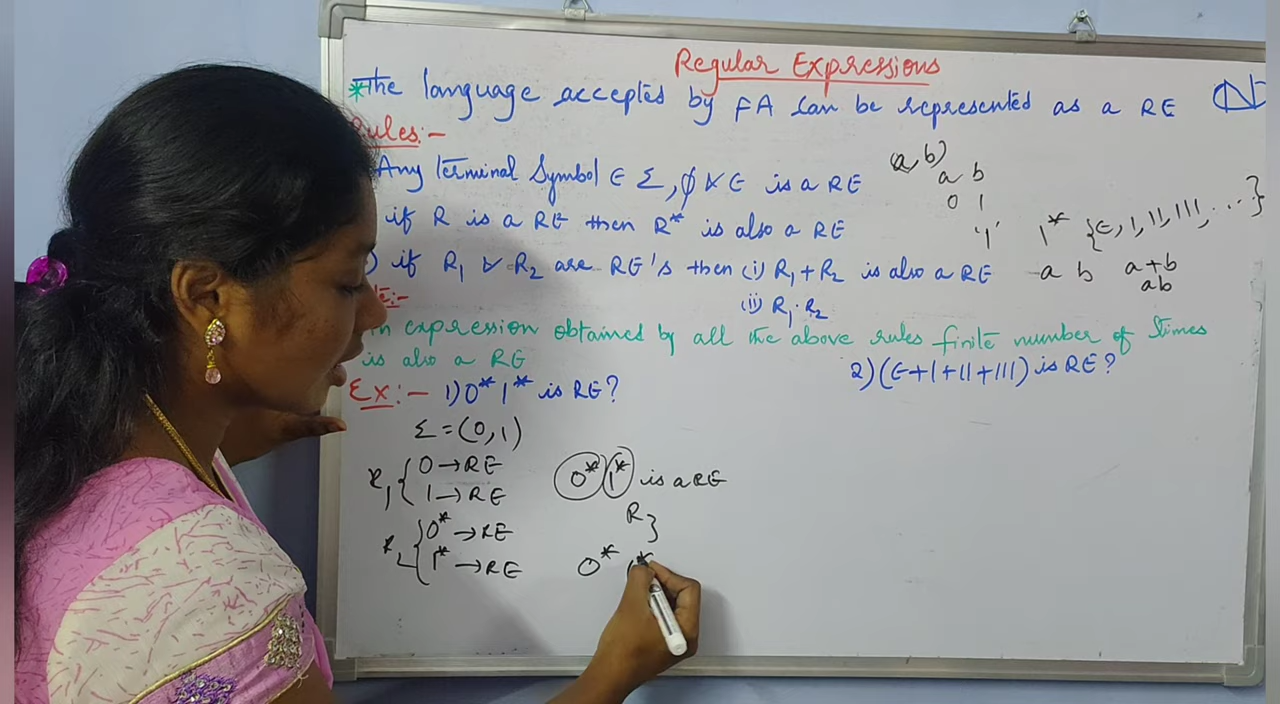 Regular Expressions
*The language accepted by FA can be represented as a RE
Rules:-
Any terminal Symbol ∈ Σ, ϕ & ∈ is a RE
(a, b)
a b
0 1
if R is a RE then R* is also a RE
'1' 1* {∈, 1, 11, 111, ....}
) if R1 & R2 are RE's then (i) R1 + R2 is also a RE
a b a+b
ab
(ii) R1 . R2
te:-
n expression obtained by all the above rules finite number of times
is also a RE
Ex:- 1) 0* 1* is RE?
2) (∈+1+11+111) is RE?
Σ = (0, 1)
R1 { 0 → RE
1 → RE
0* 1* is a RE
R2 { 0* → RE
1* → RE
R3 }
0* 1*